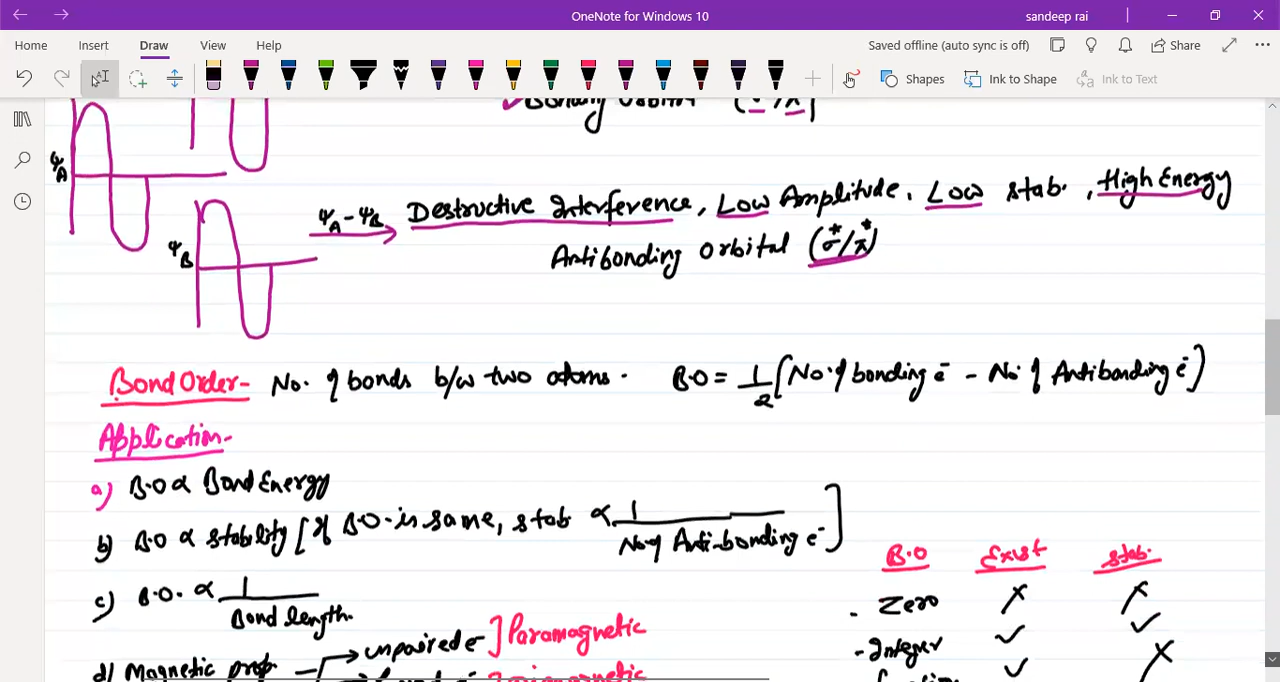 OneNote for Windows 10
sandeep rai
Home Insert Draw View Help
Saved offline (auto sync is off)
Share
Shapes Ink to Shape Ink to Text
Bonding Orbital (σ/π)
ψA
ψB
ψA-ψB Destructive Interference, Low Amplitude, Low stab., High Energy
Antibonding Orbital (σ*/π*)
Bond Order- No. of bonds b/w two atoms. B.O = 1/2 [No. of bonding e⁻ - No. of Antibonding e⁻]
Application-
a) B.O ∝ Bond Energy
b) B.O ∝ stability [If B.O. is same, stab ∝ 1/No. of Anti-bonding e⁻]
c) B.O. ∝ 1/Bond length.
B.O Exist stab.
- Zero ✗ ✗
- Integer ✓ ✓
✓ ✗
d) Magnetic prop. → unpaired e⁻ ] Paramagnetic